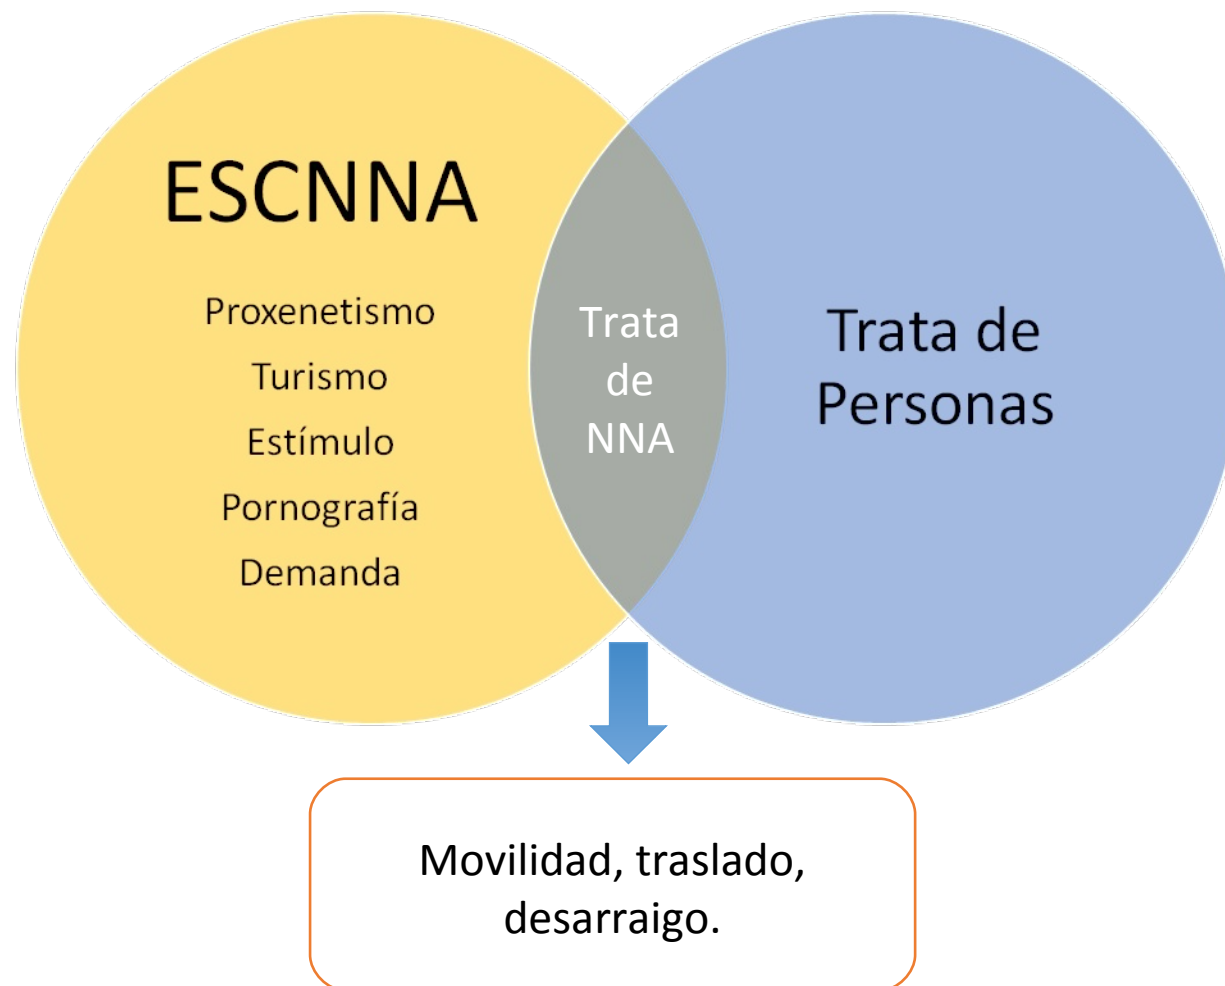 ESCNNA
Proxenetismo
Turismo
Estímulo
Pornografía
Demanda
Trata
de
NNA
Trata de
Personas
Movilidad, traslado,
desarraigo.